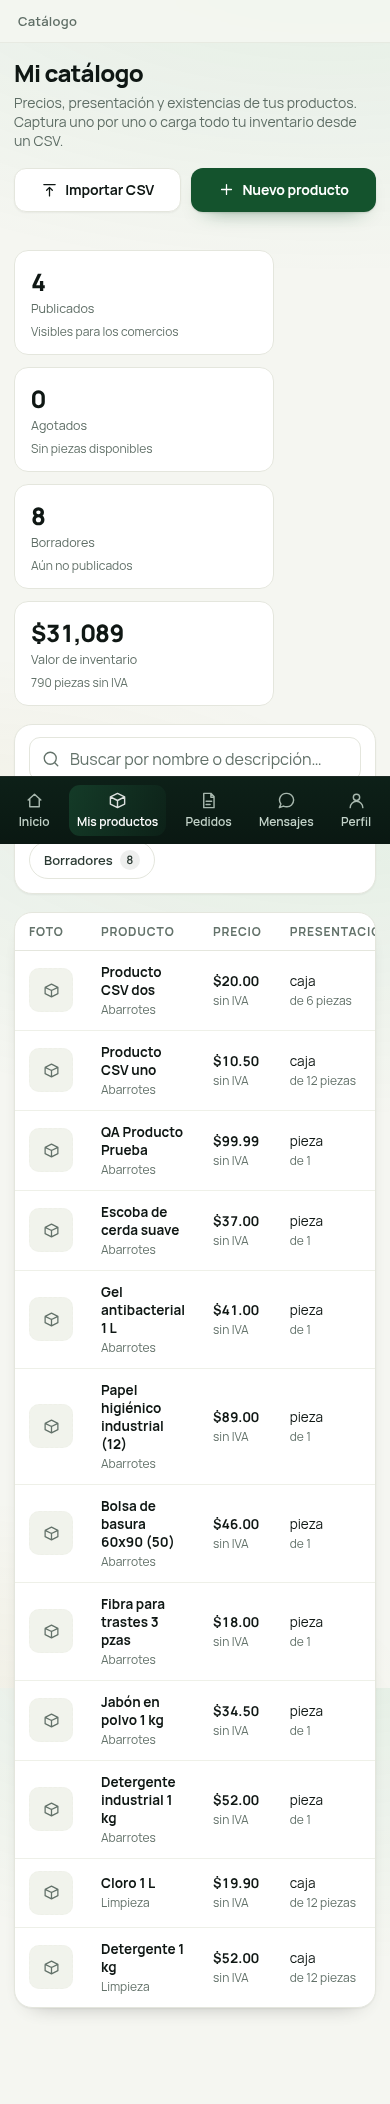 Catálogo
Mi catálogo
Precios, presentación y existencias de tus productos.
Captura uno por uno o carga todo tu inventario desde
un CSV.
Importar CSV
Nuevo producto
4
Publicados
Visibles para los comercios
0
Agotados
Sin piezas disponibles
8
Borradores
Aún no publicados
$31,089
Valor de inventario
790 piezas sin IVA
Buscar por nombre o descripción...
Inicio
Mis productos
Pedidos
Mensajes
Perfil
Borradores 8
FOTO PRODUCTO PRECIO
Producto
CSV dos
Abarrotes
$20.00
sin IVA
caja
de 6 piezas
Producto
CSV uno
Abarrotes
$10.50
sin IVA
caja
de 12 piezas
QA Producto
Prueba
Abarrotes
$99.99
sin IVA
pieza
de 1
Escoba de
cerda suave
Abarrotes
$37.00
sin IVA
pieza
de 1
Gel
antibacterial
1 L
Abarrotes
$41.00
sin IVA
pieza
de 1
Papel
higiénico
industrial
(12)
Abarrotes
$89.00
sin IVA
pieza
de 1
Bolsa de
basura
60x90 (50)
Abarrotes
$46.00
sin IVA
pieza
de 1
Fibra para
trastes 3
pzas
Abarrotes
$18.00
sin IVA
pieza
de 1
Jabón en
polvo 1 kg
Abarrotes
$34.50
sin IVA
pieza
de 1
Detergente
industrial 1
kg
Abarrotes
$52.00
sin IVA
pieza
de 1
Cloro 1 L
Limpieza
$19.90
sin IVA
caja
de 12 piezas
Detergente 1
kg
Limpieza
$52.00
sin IVA
caja
de 12 piezas